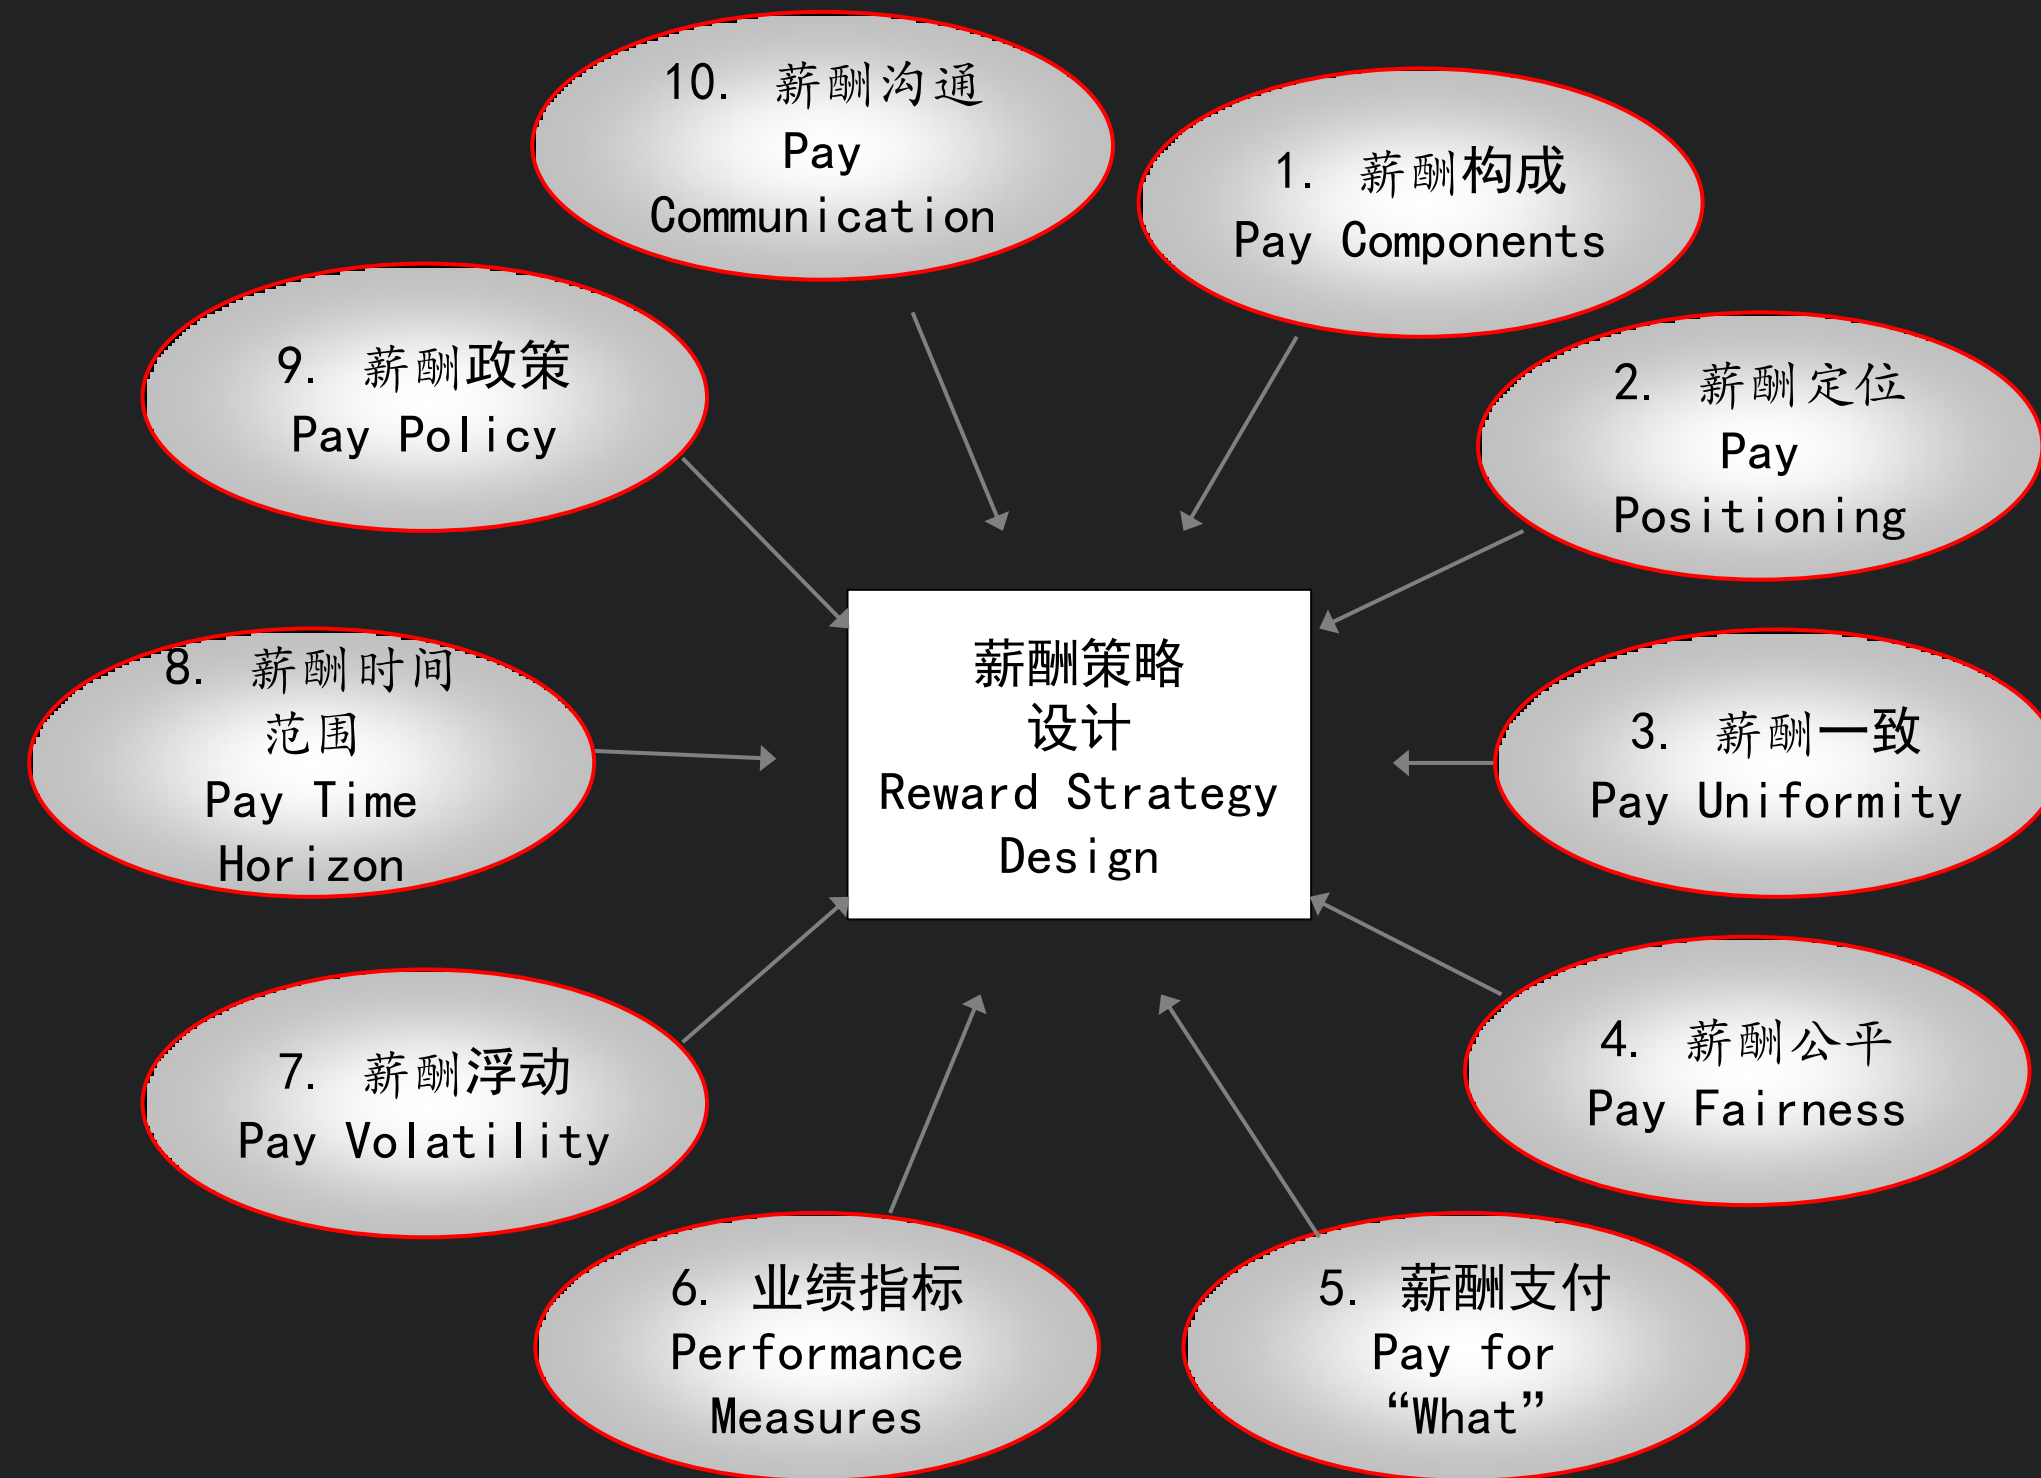 10. 薪酬沟通
Pay
Communication
1. 薪酬构成
Pay Components
9. 薪酬政策
Pay Policy
2. 薪酬定位
Pay
Positioning
8. 薪酬时间
范围
Pay Time
Horizon
薪酬策略
设计
Reward Strategy
Design
3. 薪酬一致
Pay Uniformity
7. 薪酬浮动
Pay Volatility
4. 薪酬公平
Pay Fairness
6. 业绩指标
Performance
Measures
5. 薪酬支付
Pay for
“What”